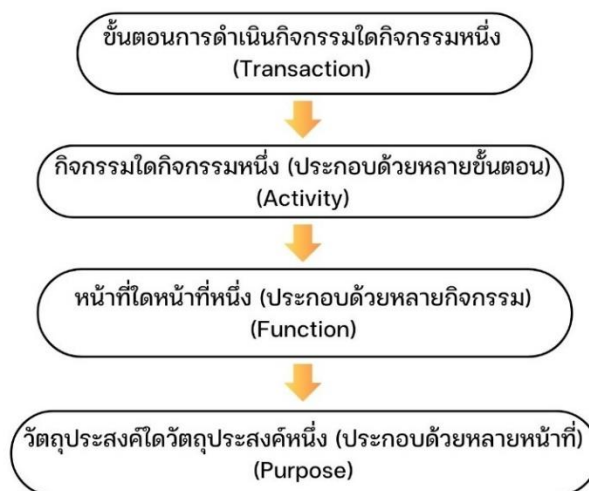 ขั้นตอนการดำเนินกิจกรรมใดกิจกรรมหนึ่ง
(Transaction)
กิจกรรมใดกิจกรรมหนึ่ง (ประกอบด้วยหลายขั้นตอน)
(Activity)
หน้าที่ใดหน้าที่หนึ่ง (ประกอบด้วยหลายกิจกรรม)
(Function)
วัตถุประสงค์ใดวัตถุประสงค์หนึ่ง (ประกอบด้วยหลายหน้าที่)
(Purpose)